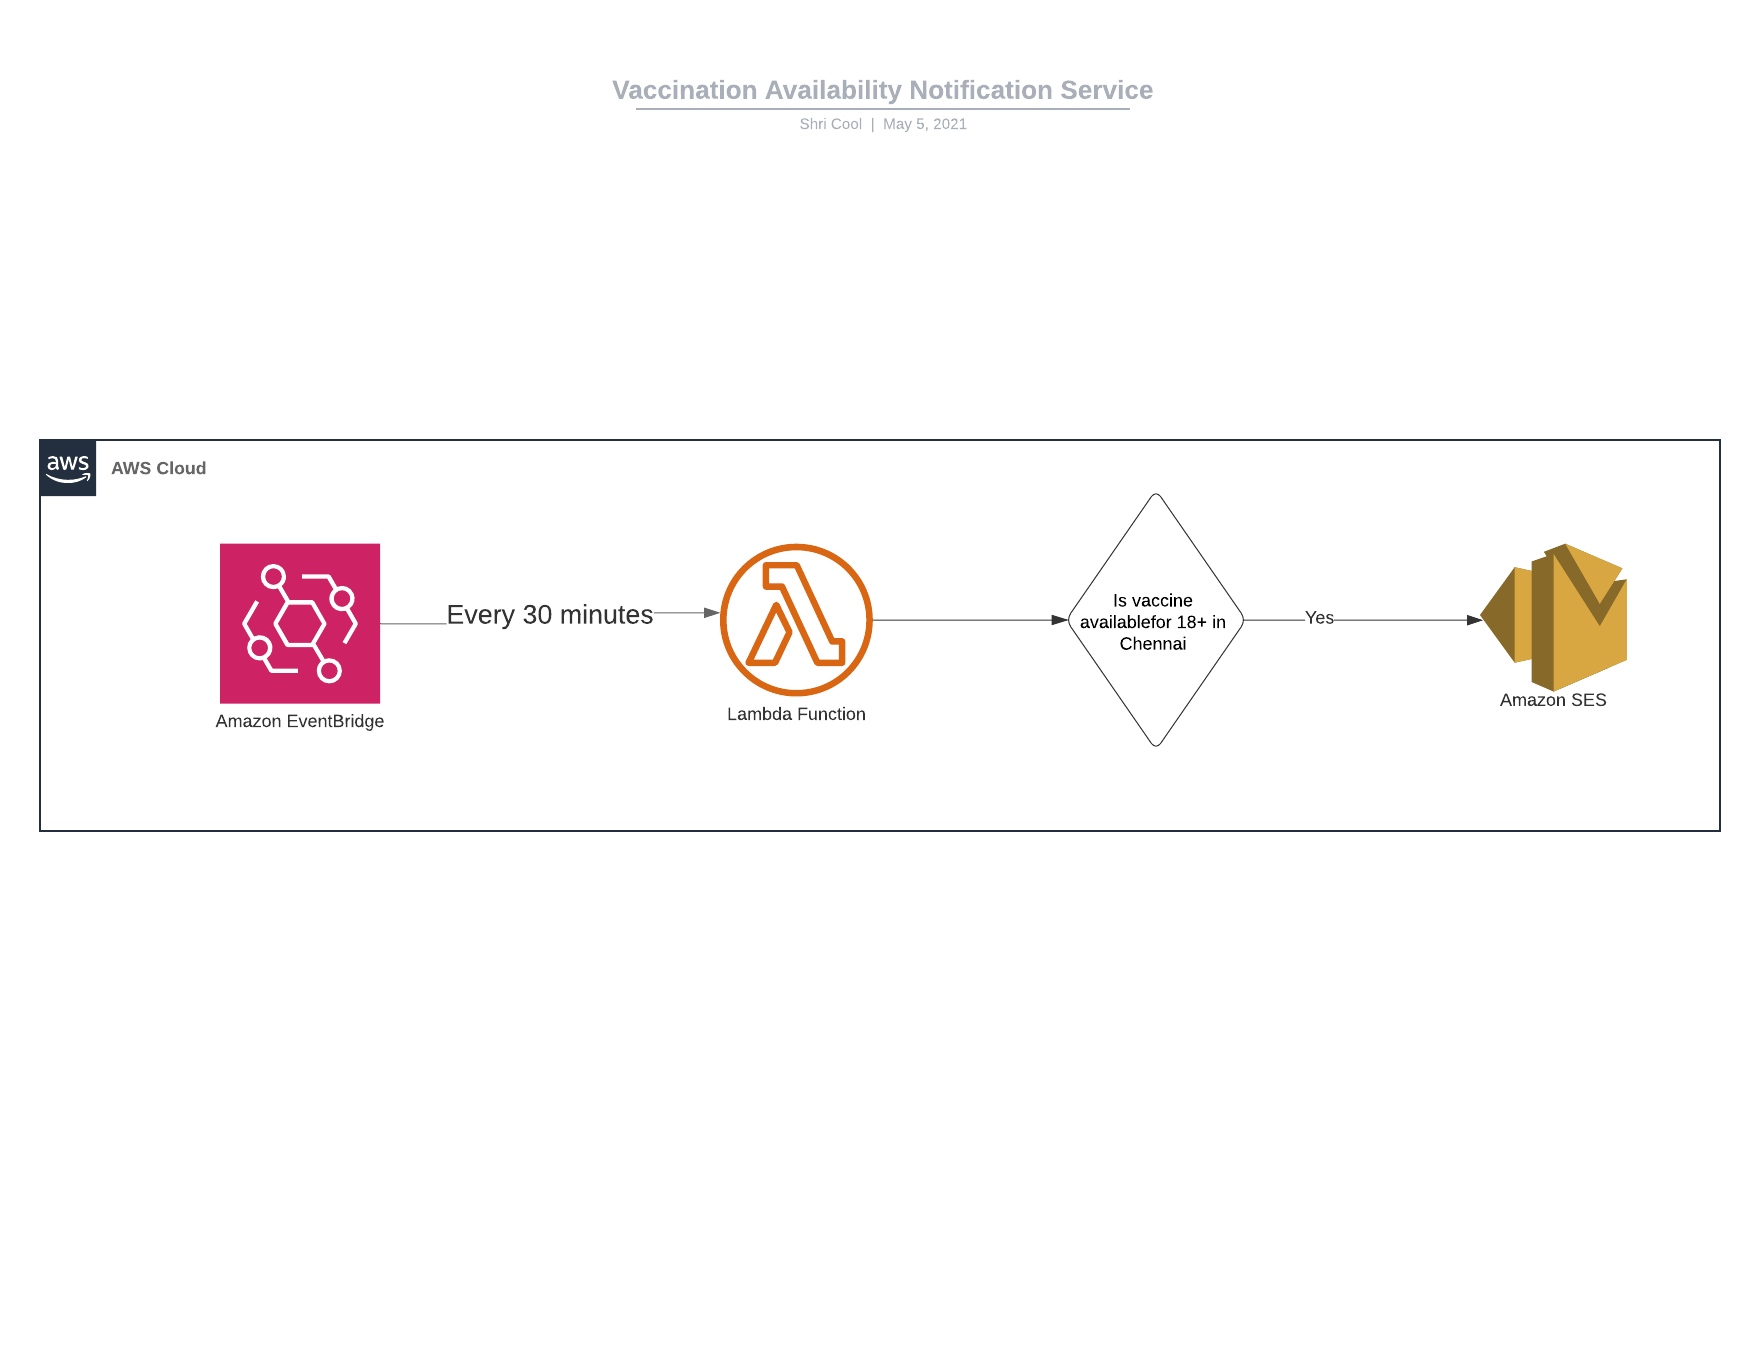 Vaccination Availability Notification Service
Shri Cool | May 5, 2021
aws
AWS Cloud
Every 30 minutes
Is vaccine
availablefor 18+ in
Chennai
Yes
Amazon EventBridge
Lambda Function
Amazon SES